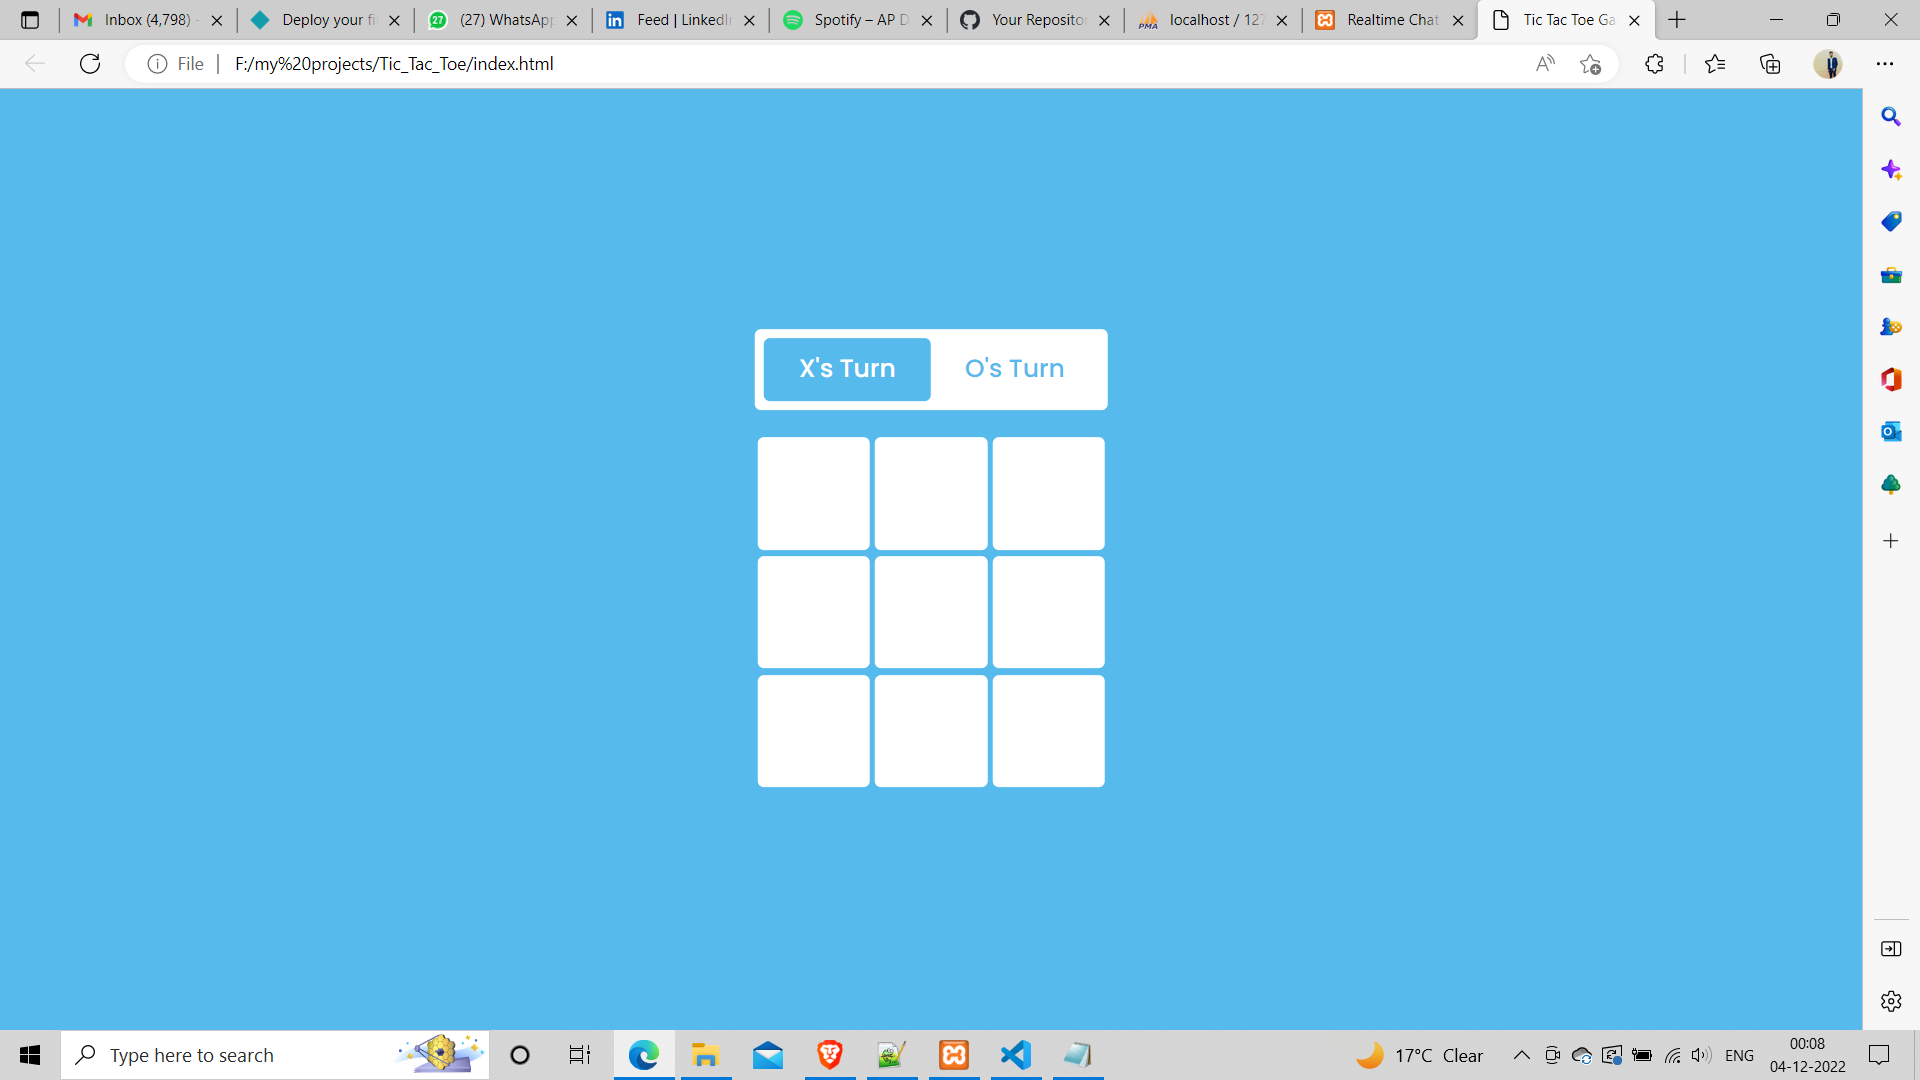 Inbox (4,798) -
Deploy your fi
(27) WhatsApp
Feed | LinkedIn
Spotify – AP D
Your Repositor
localhost / 127
Realtime Chat
Tic Tac Toe Ga
File
F:/my%20projects/Tic_Tac_Toe/index.html
X's Turn
O's Turn
Type here to search
17°C Clear
ENG
00:08
04-12-2022